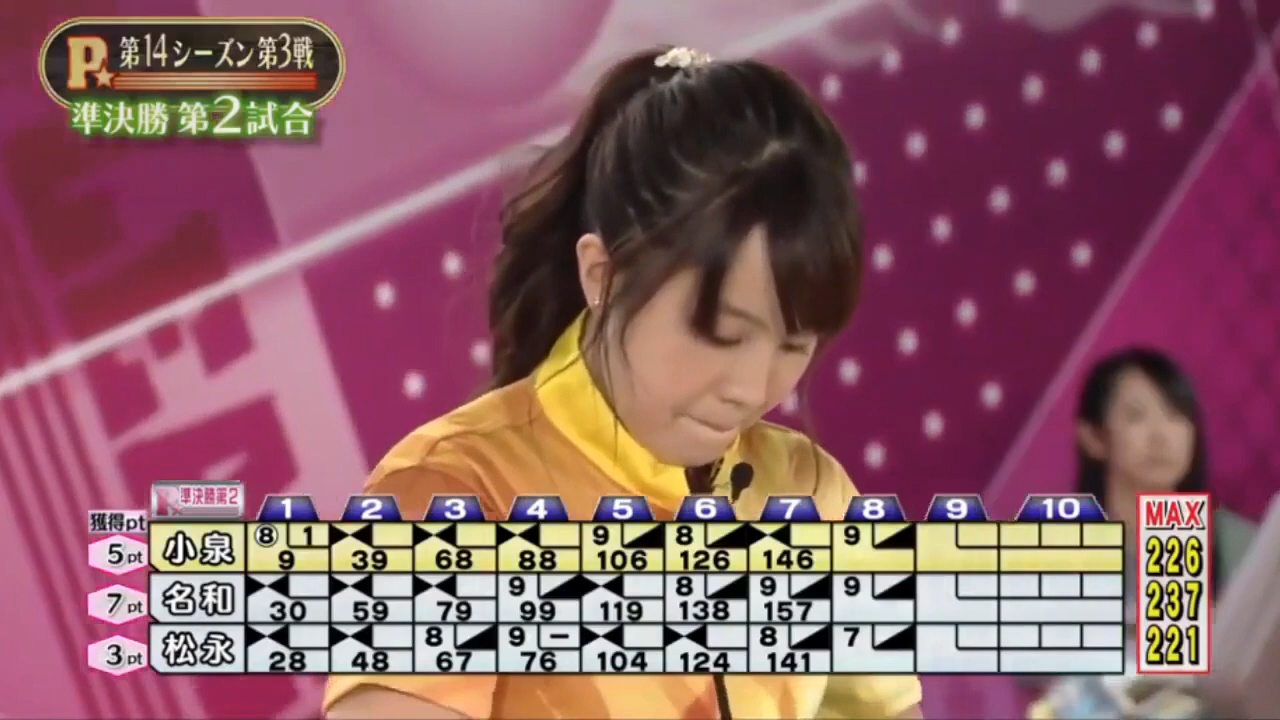 P★ 第14シーズン第3戦
準決勝 第2試合
準決勝第2 1 2 3 4 5 6 7 8 9 10 MAX
獲得pt
5pt 小泉 ⑧ 1 9 8 9 226
9 39 68 88 106 126 146
7pt 名和 9 8 9 9 237
30 59 79 99 119 138 157
3pt 松永 8 9 - 8 7 221
28 48 67 76 104 124 141